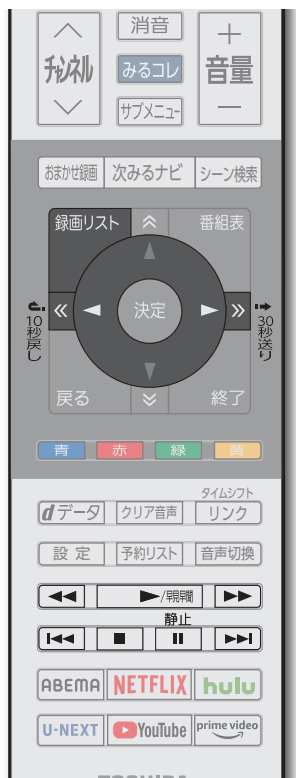 消音
チャンネル
みるコレ
音量
サブメニュー
おまかせ録画 次みるナビ シーン検索
録画リスト 番組表
10秒戻し
決定
30秒送り
戻る 終了
青 赤 緑 黄
タイムシフト
dデータ クリア音声 リンク
設定 予約リスト 音声切換
/早見早聞
静止
ABEMA NETFLIX hulu
U-NEXT YouTube prime video
TOSHIBA